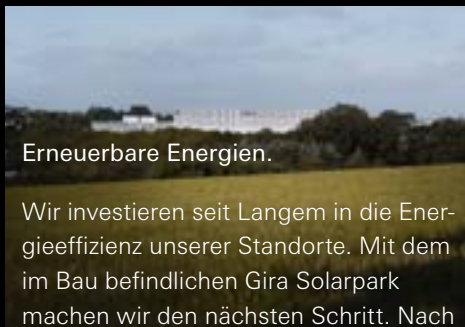 Erneuerbare Energien.
Wir investieren seit Langem in die Ener-
gieeffizienz unserer Standorte. Mit dem
im Bau befindlichen Gira Solarpark
machen wir den nächsten Schritt. Nach